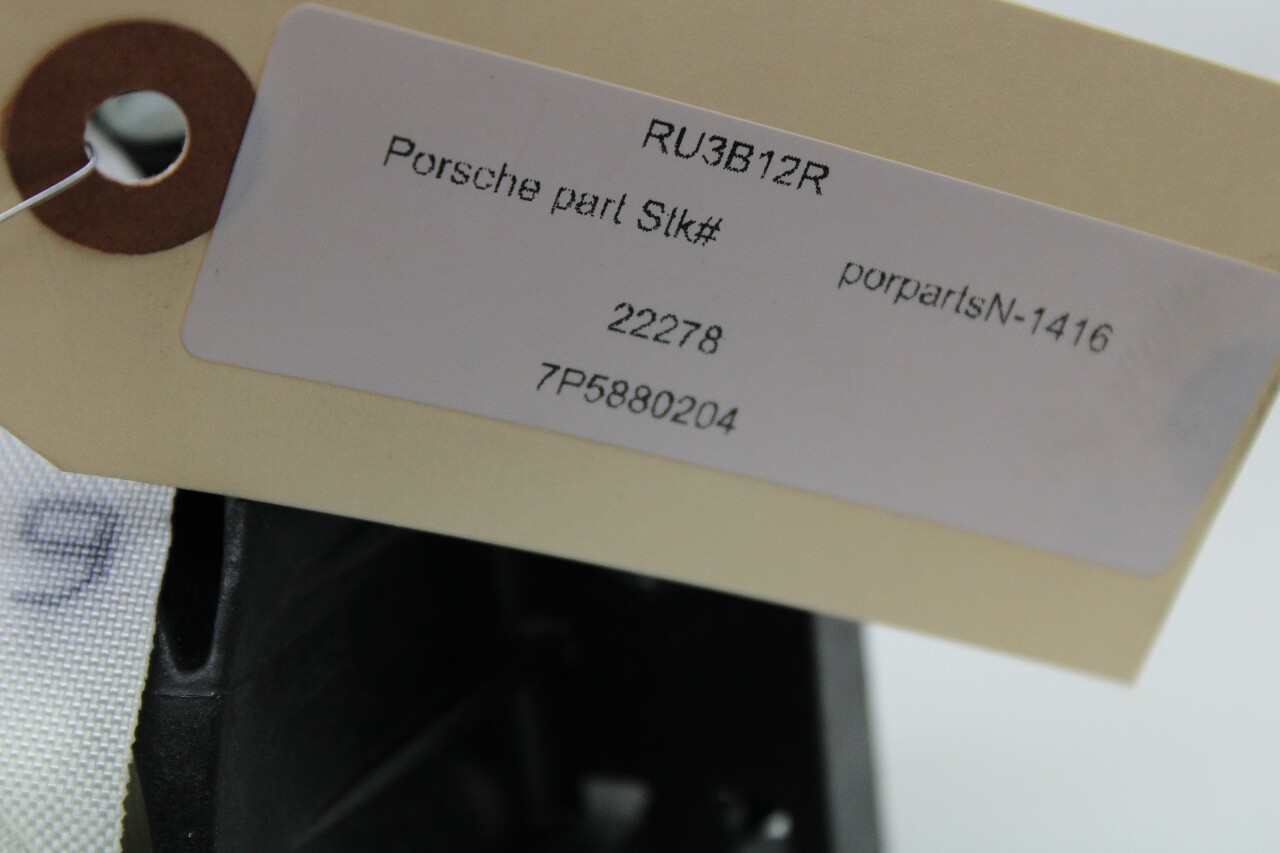 RU3B12R
Porsche part Stk#
porpartsN-1416
22278
7P5880204